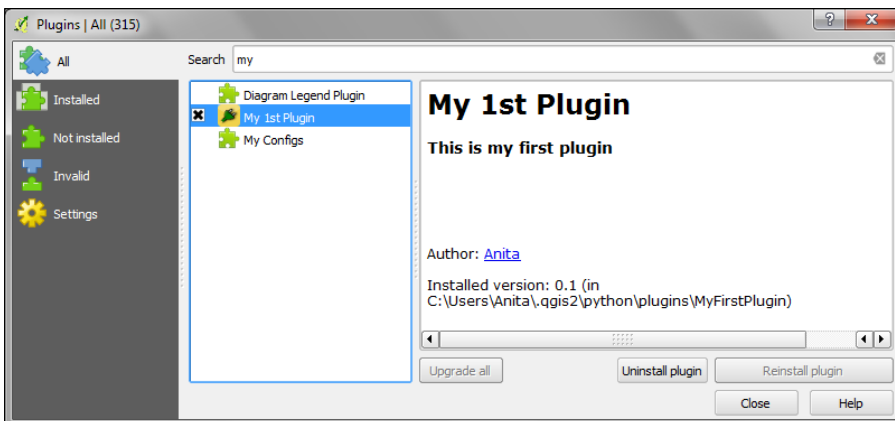 Plugins | All (315)
All
Search my
Installed
Not installed
Invalid
Settings
Diagram Legend Plugin
My 1st Plugin
My Configs
My 1st Plugin
This is my first plugin
Author: Anita
Installed version: 0.1 (in
C:\Users\Anita\.qgis2\python\plugins\MyFirstPlugin)
Upgrade all
Uninstall plugin
Reinstall plugin
Close
Help